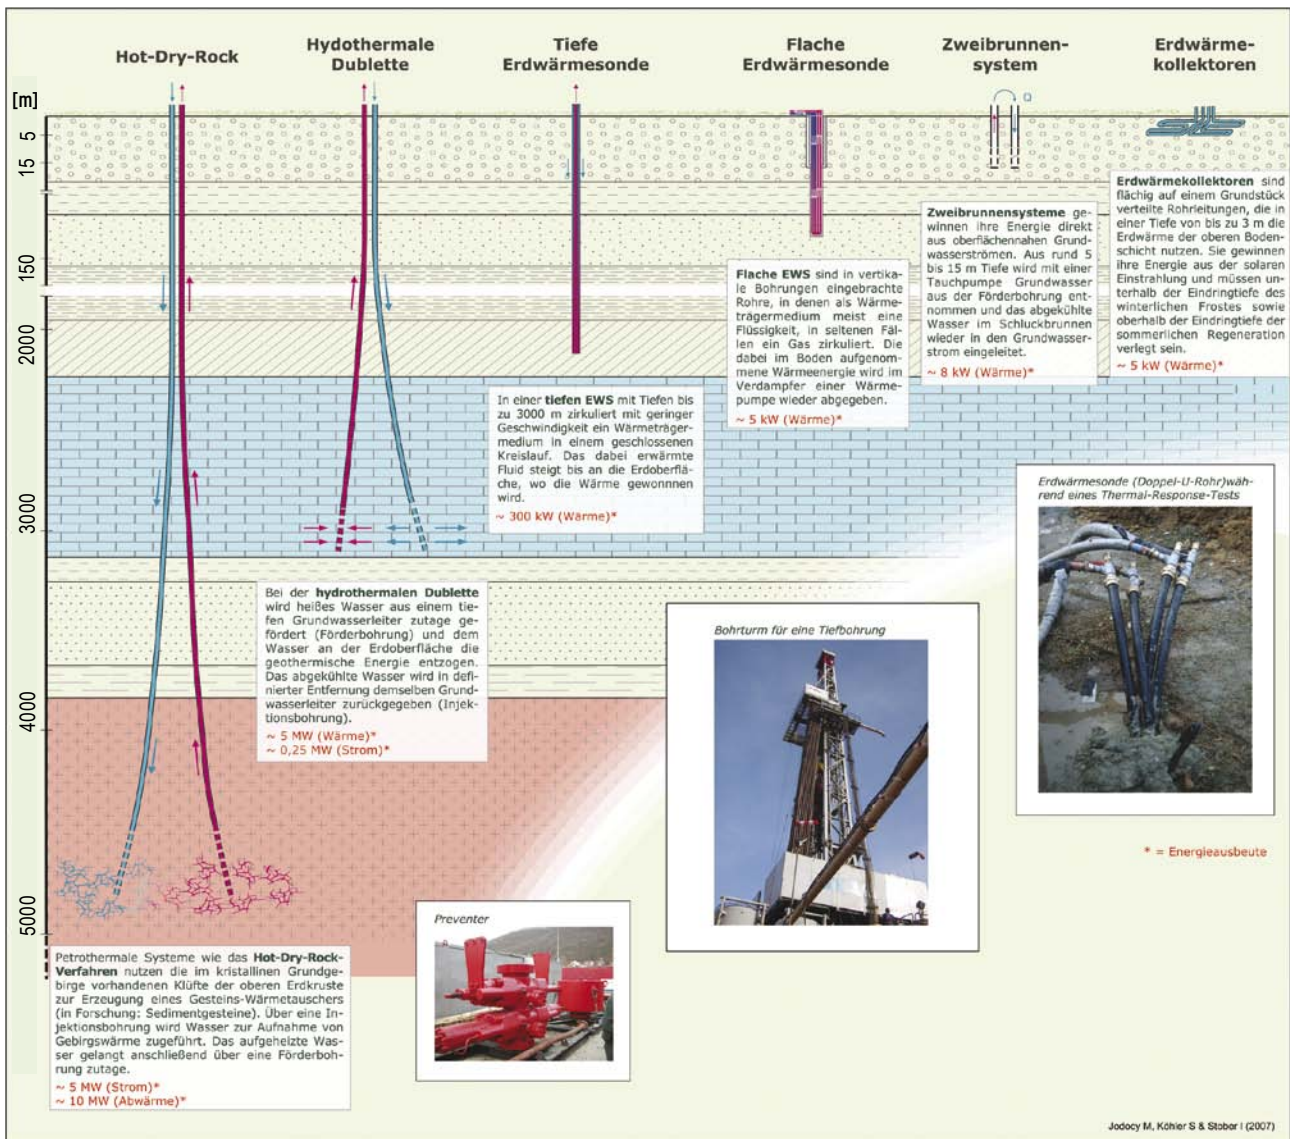 Hot-Dry-Rock
Hydothermale
Dublette
Tiefe
Erdwärmesonde
Flache
Erdwärmesonde
Zweibrunnen-
system
Erdwärme-
kollektoren
[m]
5
15
150
2000
3000
4000
5000
Q
Erdwärmekollektoren sind
flächig auf einem Grundstück
verteilte Rohrleitungen, die in
einer Tiefe von bis zu 3 m die
Erdwärme der oberen Boden-
schicht nutzen. Sie gewinnen
ihre Energie aus der solaren
Einstrahlung und müssen un-
terhalb der Eindringtiefe des
winterlichen Frostes sowie
oberhalb der Eindringtiefe der
sommerlichen Regeneration
verlegt sein.
~ 5 kW (Wärme)*
Zweibrunnensysteme ge-
winnen ihre Energie direkt
aus oberflächennahen Grund-
wasserströmen. Aus rund 5
bis 15 m Tiefe wird mit einer
Tauchpumpe Grundwasser
aus der Förderbohrung ent-
nommen und das abgekühlte
Wasser im Schluckbrunnen
wieder in den Grundwasser-
strom eingeleitet.
~ 8 kW (Wärme)*
Flache EWS sind in vertika-
le Bohrungen eingebrachte
Rohre, in denen als Wärme-
trägermedium meist eine
Flüssigkeit, in seltenen Fäl-
len ein Gas zirkuliert. Die
dabei im Boden aufgenom-
mene Wärmeenergie wird im
Verdampfer einer Wärme-
pumpe wieder abgegeben.
~ 5 kW (Wärme)*
In einer tiefen EWS mit Tiefen bis
zu 3000 m zirkuliert mit geringer
Geschwindigkeit ein Wärmeträger-
medium in einem geschlossenen
Kreislauf. Das dabei erwärmte
Fluid steigt bis an die Erdoberflä-
che, wo die Wärme gewonnnen
wird.
~ 300 kW (Wärme)*
Erdwärmesonde (Doppel-U-Rohr)wäh-
rend eines Thermal-Response-Tests
Bei der hydrothermalen Dublette
wird heißes Wasser aus einem tie-
fen Grundwasserleiter zutage ge-
fördert (Förderbohrung) und dem
Wasser an der Erdoberfläche die
geothermische Energie entzogen.
Das abgekühlte Wasser wird in defi-
nierter Entfernung demselben Grund-
wasserleiter zurückgegeben (Injek-
tionsbohrung).
~ 5 MW (Wärme)*
~ 0,25 MW (Strom)*
Bohrturm für eine Tiefbohrung
* = Energieausbeute
Preventer
Petrothermale Systeme wie das Hot-Dry-Rock-
Verfahren nutzen die im kristallinen Grundge-
birge vorhandenen Klüfte der oberen Erdkruste
zur Erzeugung eines Gesteins-Wärmetauschers
(in Forschung: Sedimentgesteine). Über eine In-
jektionsbohrung wird Wasser zur Aufnahme von
Gebirgswärme zugeführt. Das aufgeheizte Was-
ser gelangt anschließend über eine Förderboh-
rung zutage.
~ 5 MW (Strom)*
~ 10 MW (Abwärme)*
Jodocy M, Köhler S & Stober I (2007)